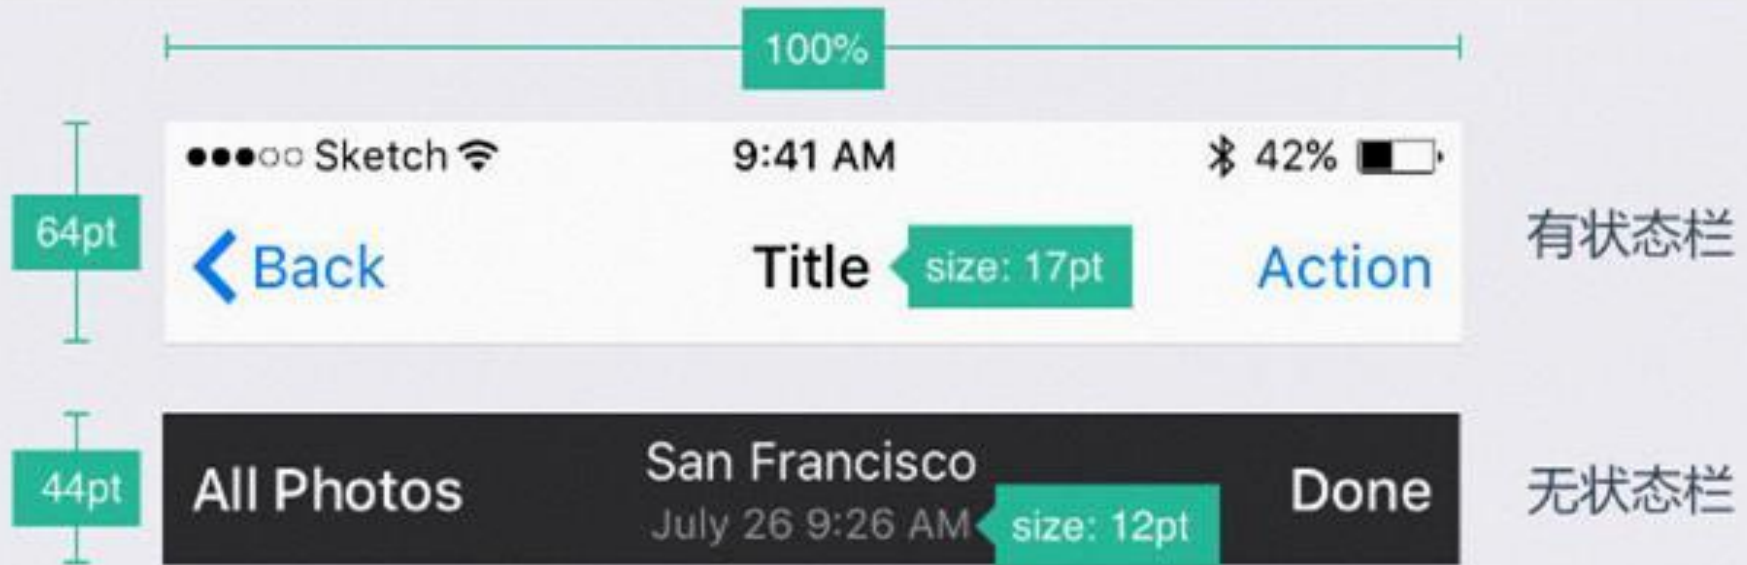 100%
Sketch 9:41 AM 42%
64pt
Back Title size: 17pt Action
有状态栏
44pt
All Photos San Francisco Done
July 26 9:26 AM size: 12pt
无状态栏